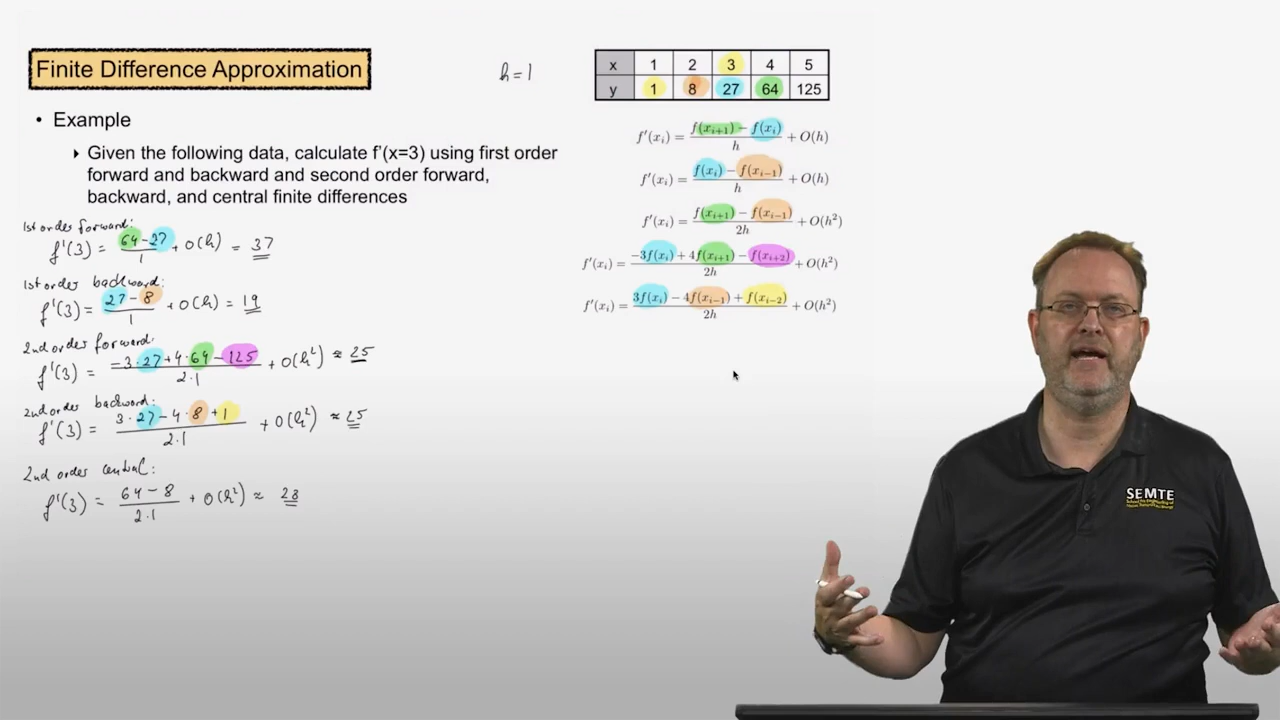 Finite Difference Approximation
h=1
x 1 2 3 4 5
y 1 8 27 64 125
• Example
Given the following data, calculate f'(x=3) using first order
forward and backward and second order forward,
backward, and central finite differences
f′(xᵢ) = (f(xᵢ₊₁) − f(xᵢ)) / h + O(h)
f′(xᵢ) = (f(xᵢ) − f(xᵢ₋₁)) / h + O(h)
f′(xᵢ) = (f(xᵢ₊₁) − f(xᵢ₋₁)) / 2h + O(h²)
f′(xᵢ) = (−3f(xᵢ) + 4f(xᵢ₊₁) − f(xᵢ₊₂)) / 2h + O(h²)
f′(xᵢ) = (3f(xᵢ) − 4f(xᵢ₋₁) + f(xᵢ₋₂)) / 2h + O(h²)
1st order forward:
f'(3) = (64-27) / 1 + O(h) = 37
1st order backward:
f'(3) = (27-8) / 1 + O(h) = 19
2nd order forward:
f'(3) = (-3·27+4·64-125) / 2·1 + O(h²) ≈ 25
2nd order backward:
f'(3) = (3·27-4·8+1) / 2·1 + O(h²) ≈ 25
2nd order central:
f'(3) = (64-8) / 2·1 + O(h²) ≈ 28
SEMTE